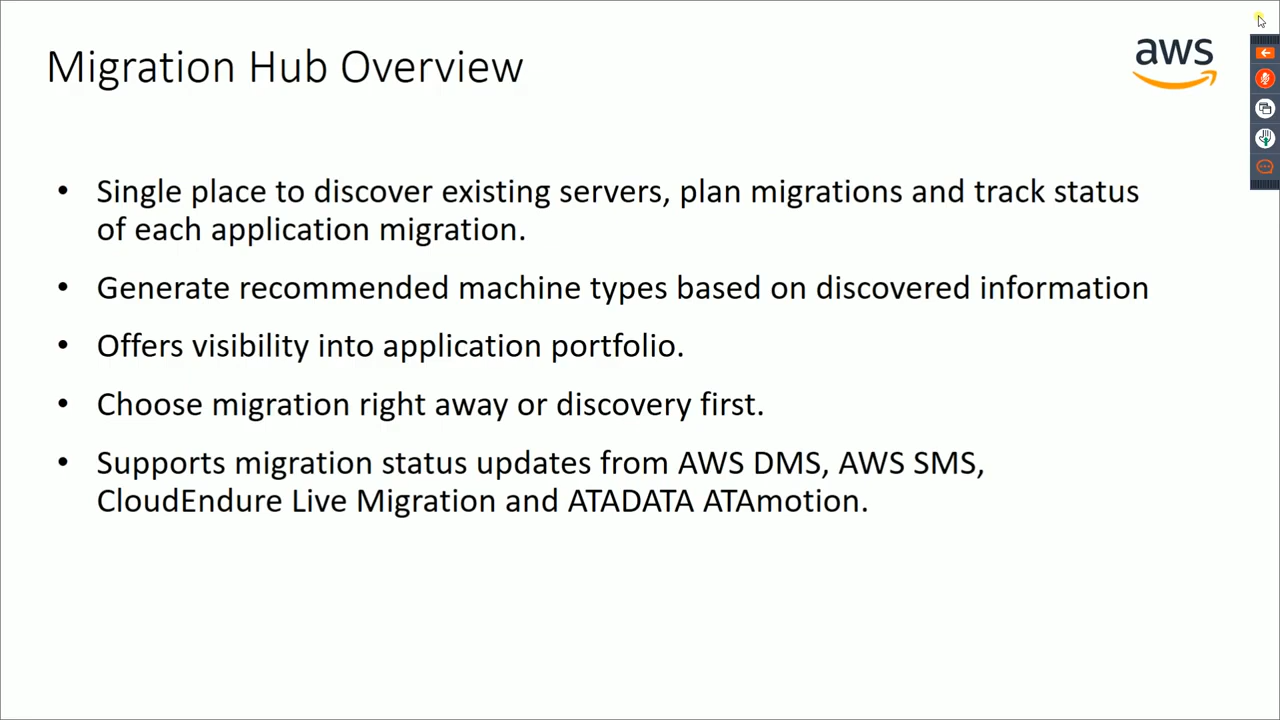 Migration Hub Overview
aws
• Single place to discover existing servers, plan migrations and track status
of each application migration.
• Generate recommended machine types based on discovered information
• Offers visibility into application portfolio.
• Choose migration right away or discovery first.
• Supports migration status updates from AWS DMS, AWS SMS,
CloudEndure Live Migration and ATADATA ATAmotion.